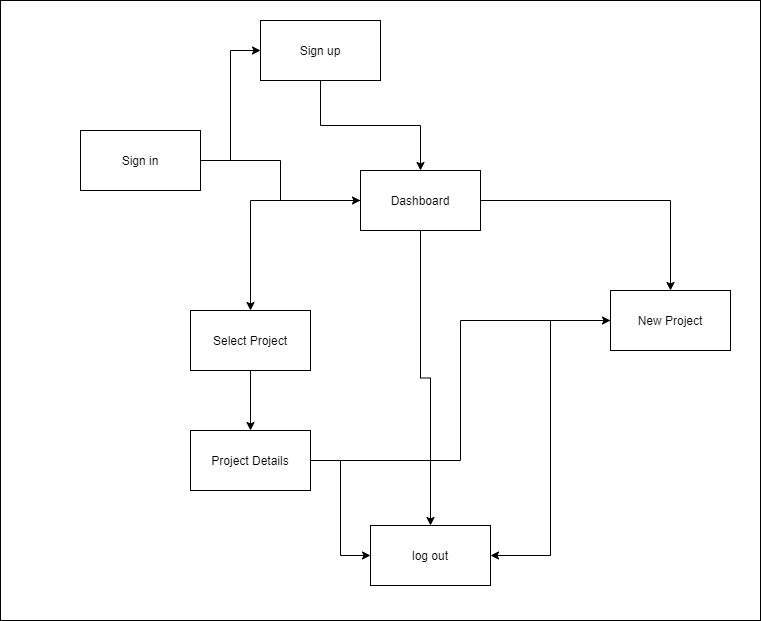 Sign up
Sign in
Dashboard
New Project
Select Project
Project Details
log out